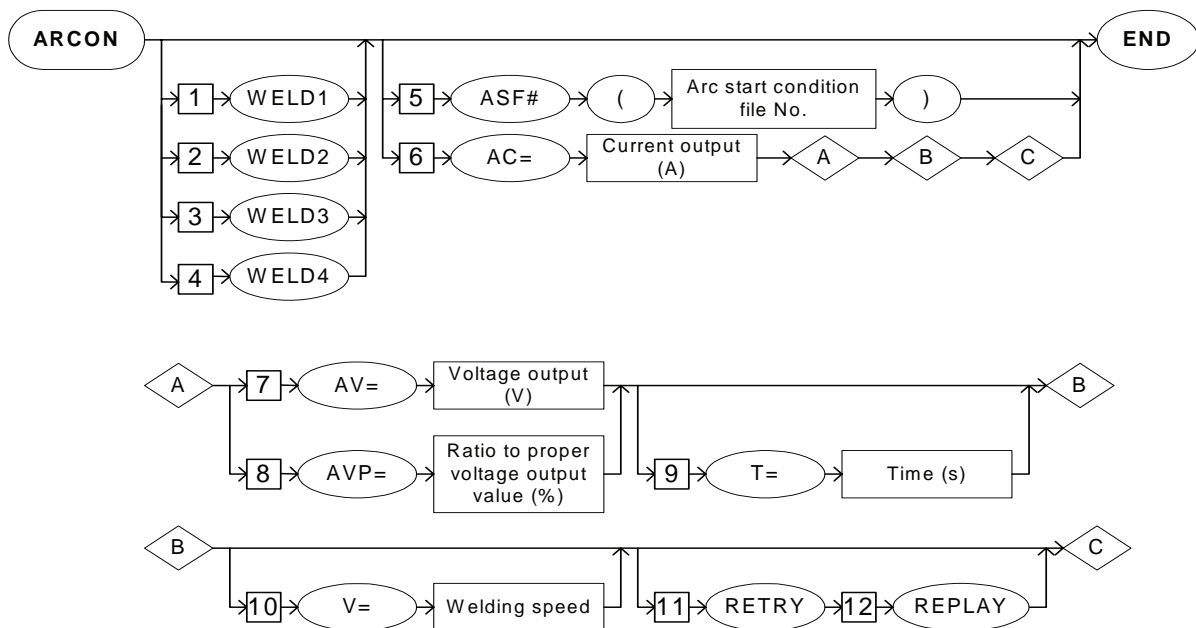 ARCON END
1 WELD1 5 ASF# ( Arc start condition
file No. )
2 WELD2 6 AC= Current output
(A) A B C
3 WELD3
4 WELD4
A 7 AV= Voltage output
(V) B
8 AVP= Ratio to proper
voltage output
value (%) 9 T= Time (s)
B C
10 V= Welding speed 11 RETRY 12 REPLAY